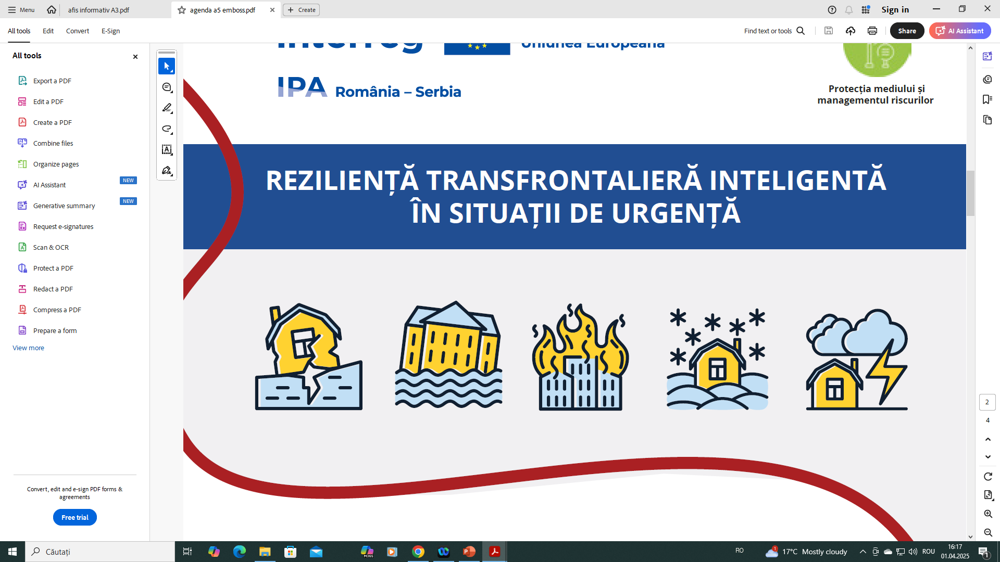 Menu
afis informativ A3.pdf
agenda a5 emboss.pdf
Create
Sign in
All tools
Edit
Convert
E-Sign
Find text or tools
Share
AI Assistant
All tools
Export a PDF
Edit a PDF
Create a PDF
Combine files
Organize pages
AI Assistant
NEW
Generative summary
NEW
Request e-signatures
Scan & OCR
Protect a PDF
Redact a PDF
Compress a PDF
Prepare a form
View more
Convert, edit and e-sign PDF forms &
agreements
Free trial
Interreg
Uniunea Europeană
IPA România – Serbia
Protecția mediului și
managementul riscurilor
REZILIENȚĂ TRANSFRONTALIERĂ INTELIGENTĂ
ÎN SITUAȚII DE URGENȚĂ
2
4
Căutați
M365
RO
1
17°C Mostly cloudy
ROU
16:17
01.04.2025
1